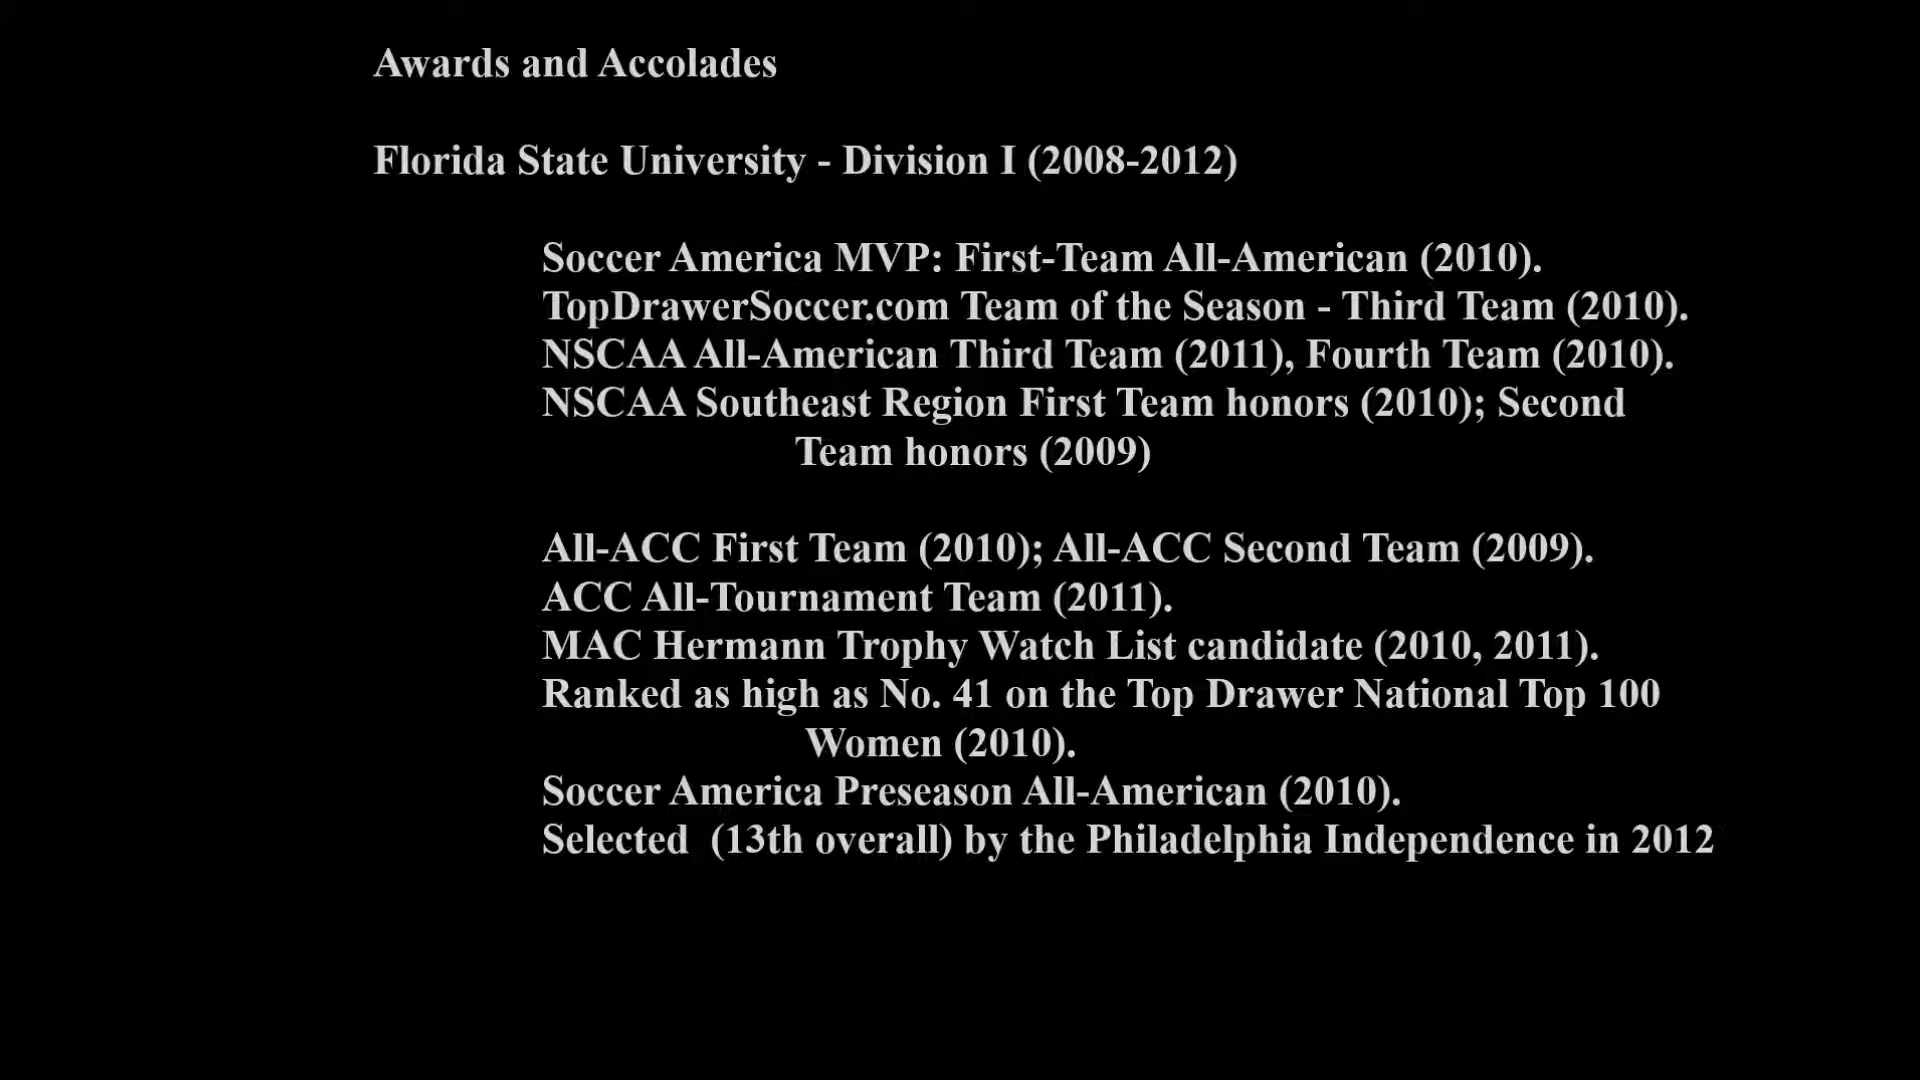 Awards and Accolades
Florida State University - Division I (2008-2012)
Soccer America MVP: First-Team All-American (2010).
TopDrawerSoccer.com Team of the Season - Third Team (2010).
NSCAA All-American Third Team (2011), Fourth Team (2010).
NSCAA Southeast Region First Team honors (2010); Second
Team honors (2009)
All-ACC First Team (2010); All-ACC Second Team (2009).
ACC All-Tournament Team (2011).
MAC Hermann Trophy Watch List candidate (2010, 2011).
Ranked as high as No. 41 on the Top Drawer National Top 100
Women (2010).
Soccer America Preseason All-American (2010).
Selected  (13th overall) by the Philadelphia Independence in 2012